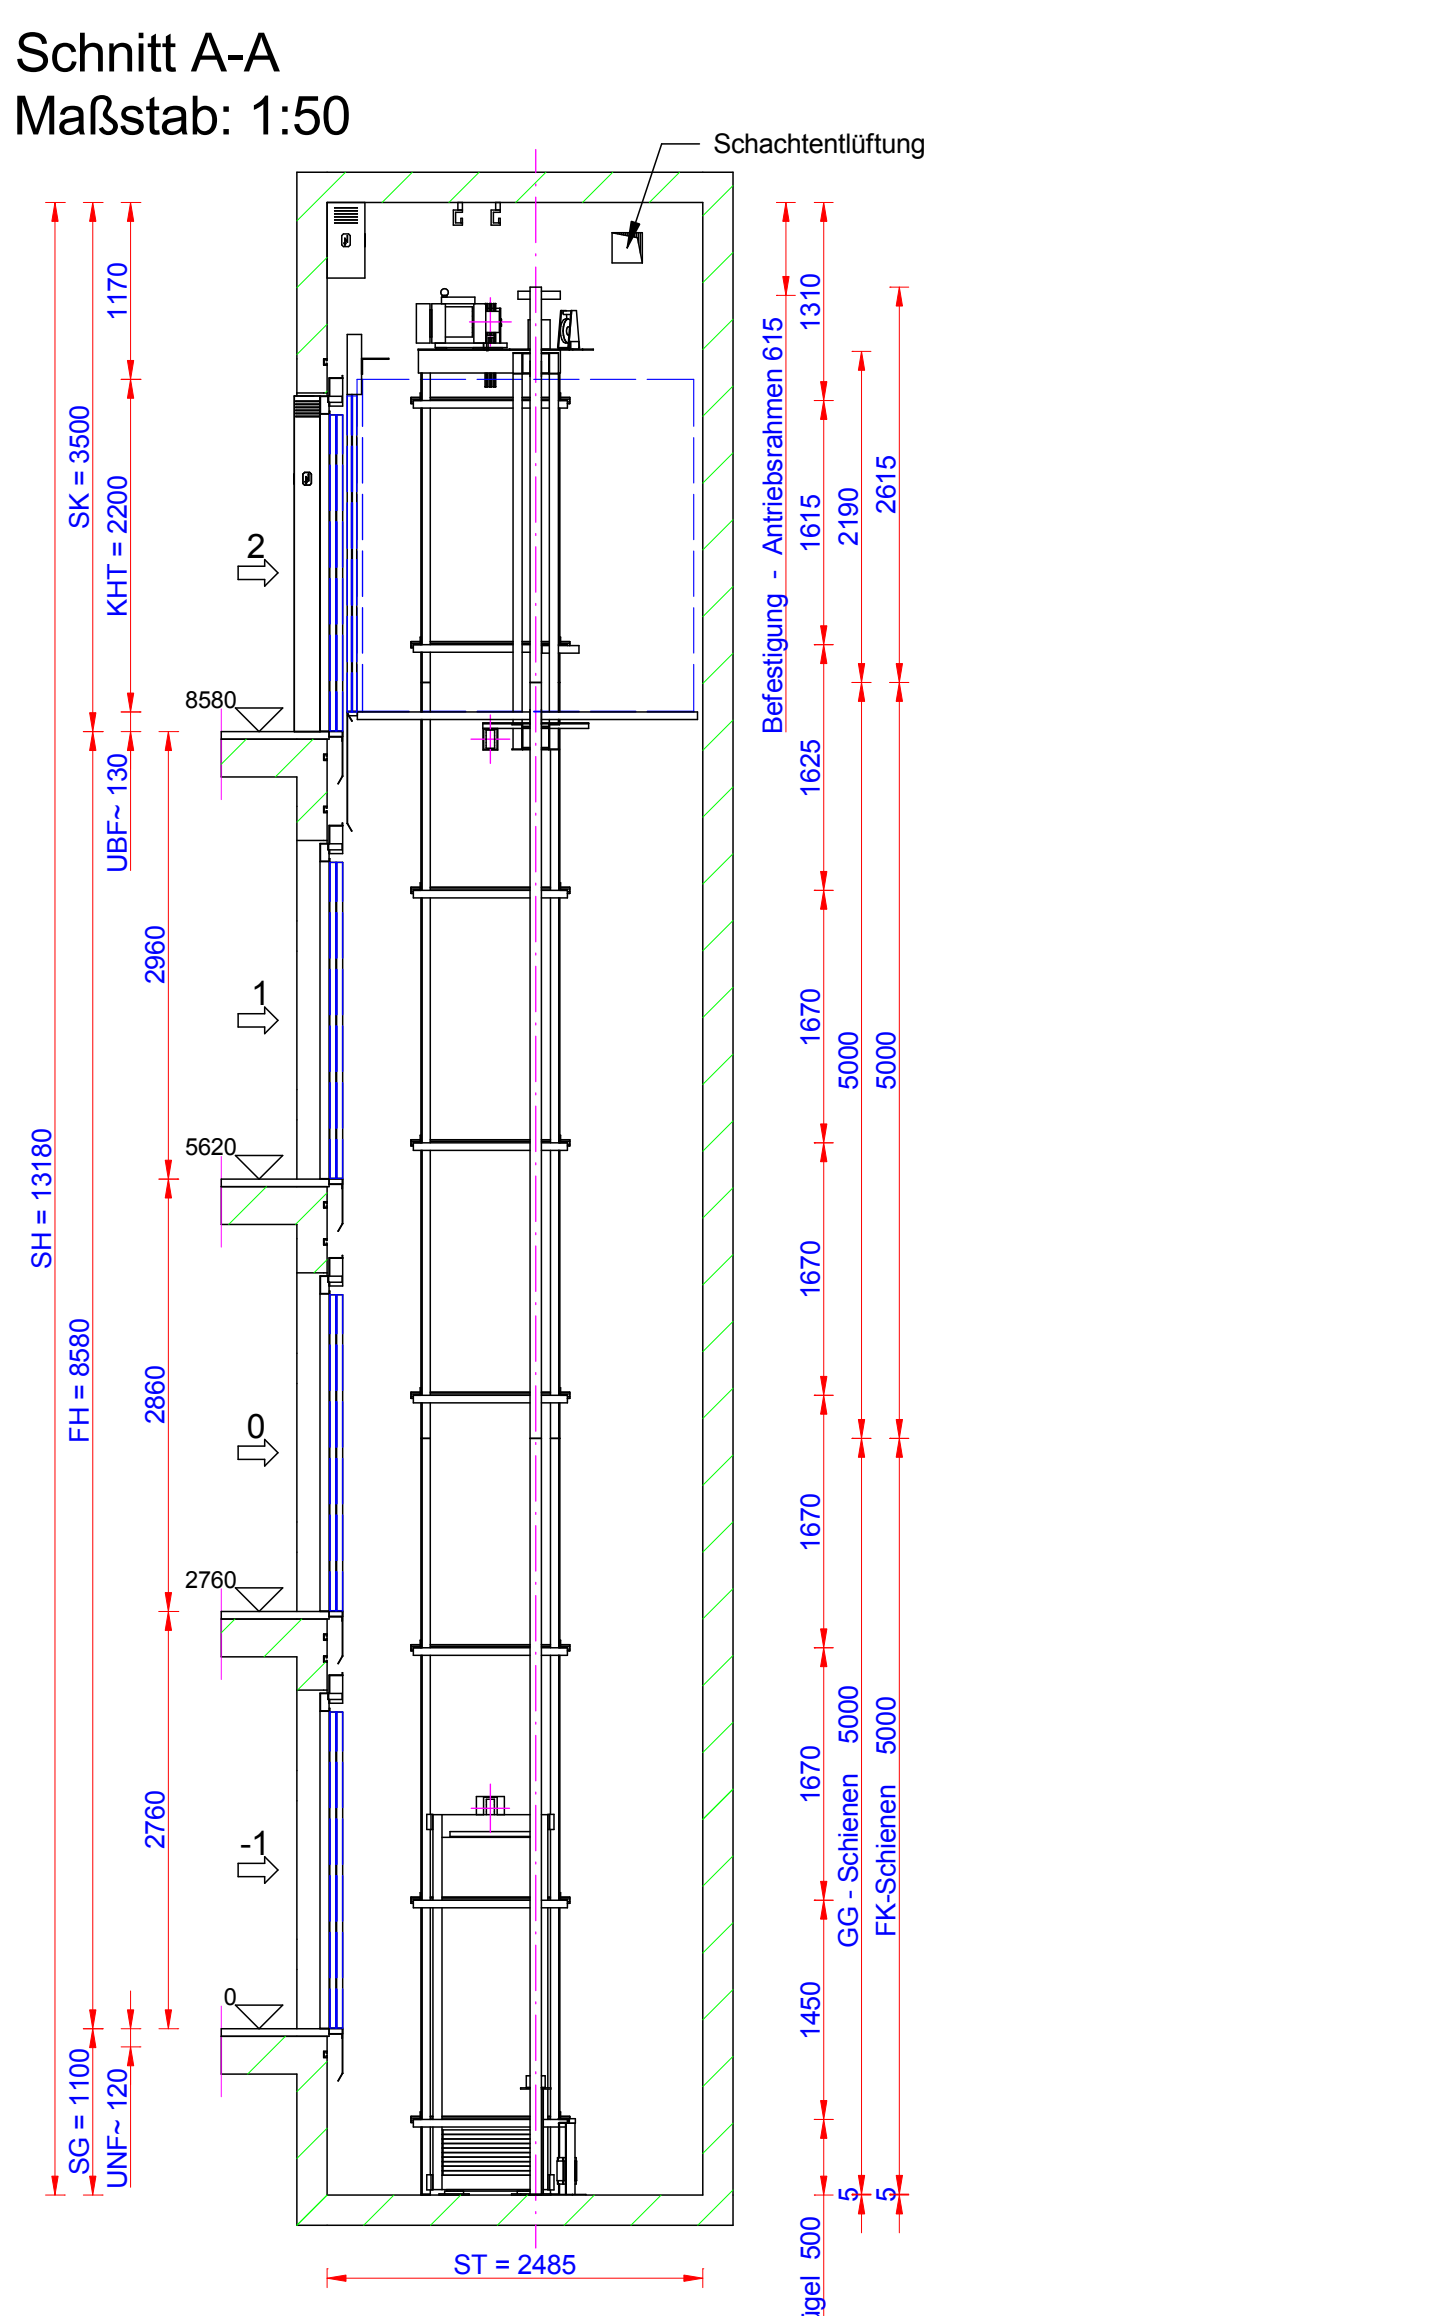 Schnitt A-A
Maßstab: 1:50
Schachtentlüftung
1170
SK = 3500
KHT = 2200
2
8580
UBF~ 130
2960
1
5620
SH = 13180
FH = 8580
2860
0
2760
2760
-1
0
SG = 1100
UNF~ 120
ST = 2485
Befestigung - Antriebsrahmen 615
1310
1615
2190
2615
1625
1670
5000
5000
1670
1670
1670
GG - Schienen 5000
FK-Schienen 5000
1450
5
5
500